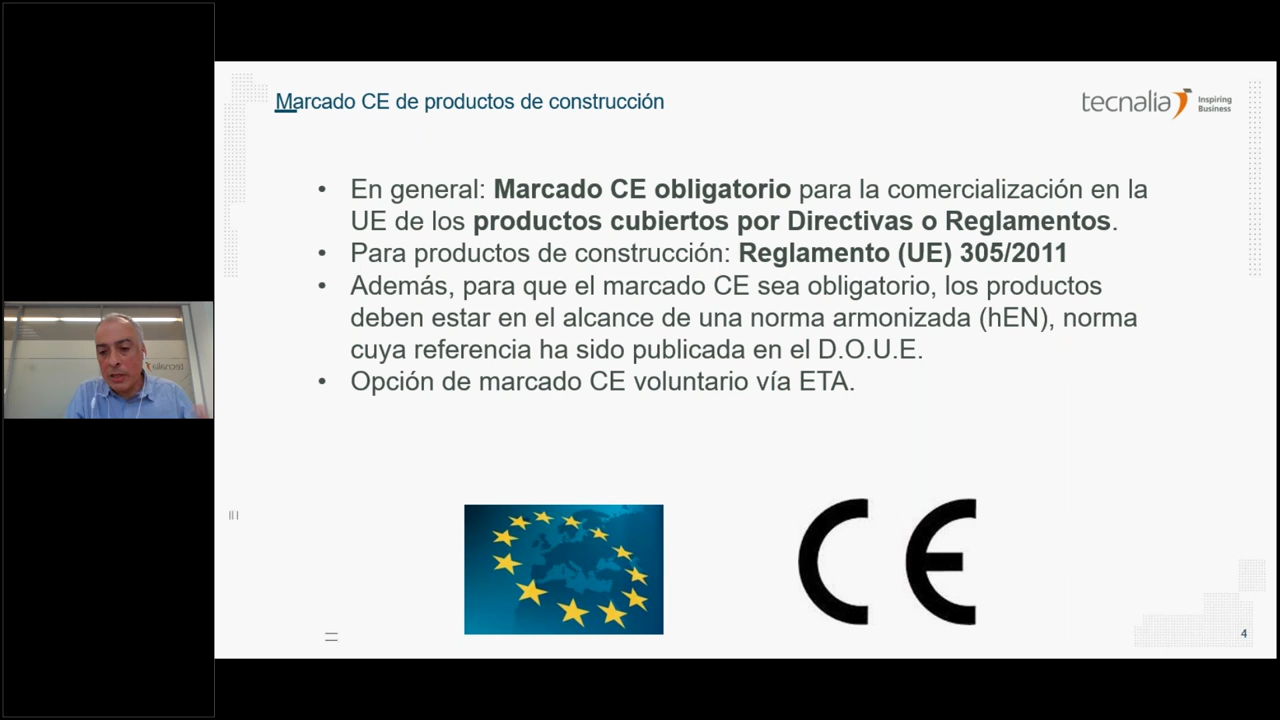 Marcado CE de productos de construcción
tecnalia Inspiring Business
• En general: Marcado CE obligatorio para la comercialización en la
UE de los productos cubiertos por Directivas o Reglamentos.
• Para productos de construcción: Reglamento (UE) 305/2011
• Además, para que el marcado CE sea obligatorio, los productos
deben estar en el alcance de una norma armonizada (hEN), norma
cuya referencia ha sido publicada en el D.O.U.E.
• Opción de marcado CE voluntario vía ETA.
tecnalia
CE
4